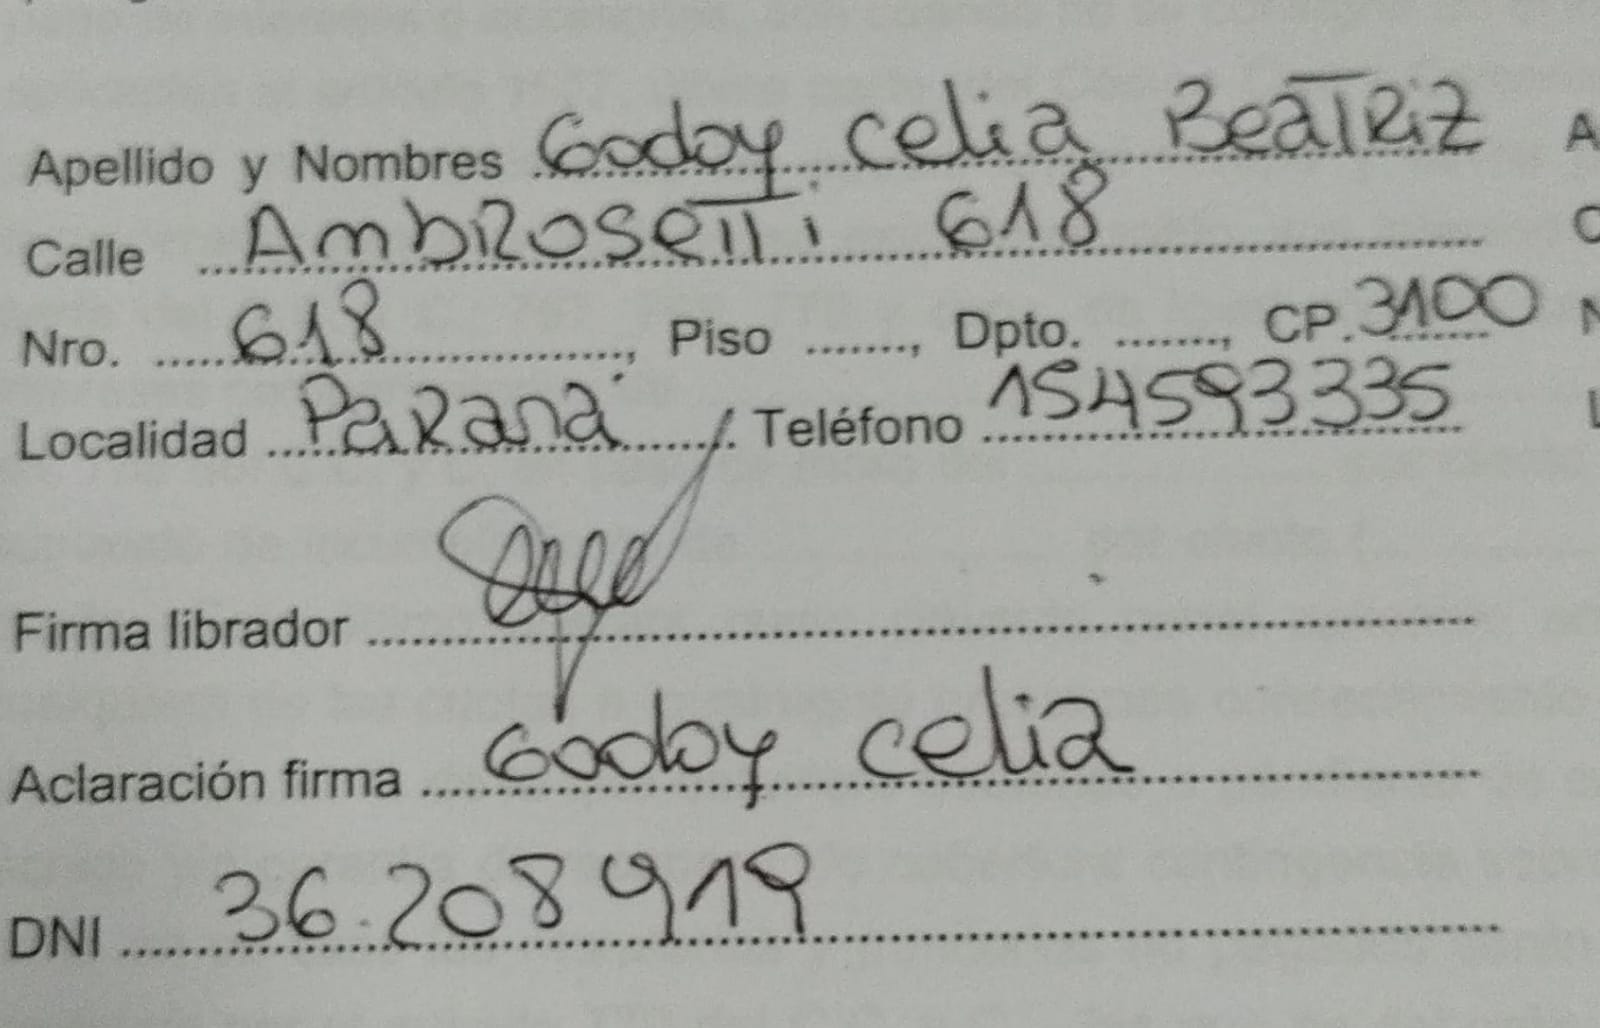 Apellido y Nombres Godoy Celia Beatriz A
Calle Ambrosetti 618
Nro. 618, Piso ......., Dpto. ......., CP. 3100 N
Localidad Paraná. Teléfono 154593335 L
Firma librador
Aclaración firma Godoy Celia
DNI 36.208919